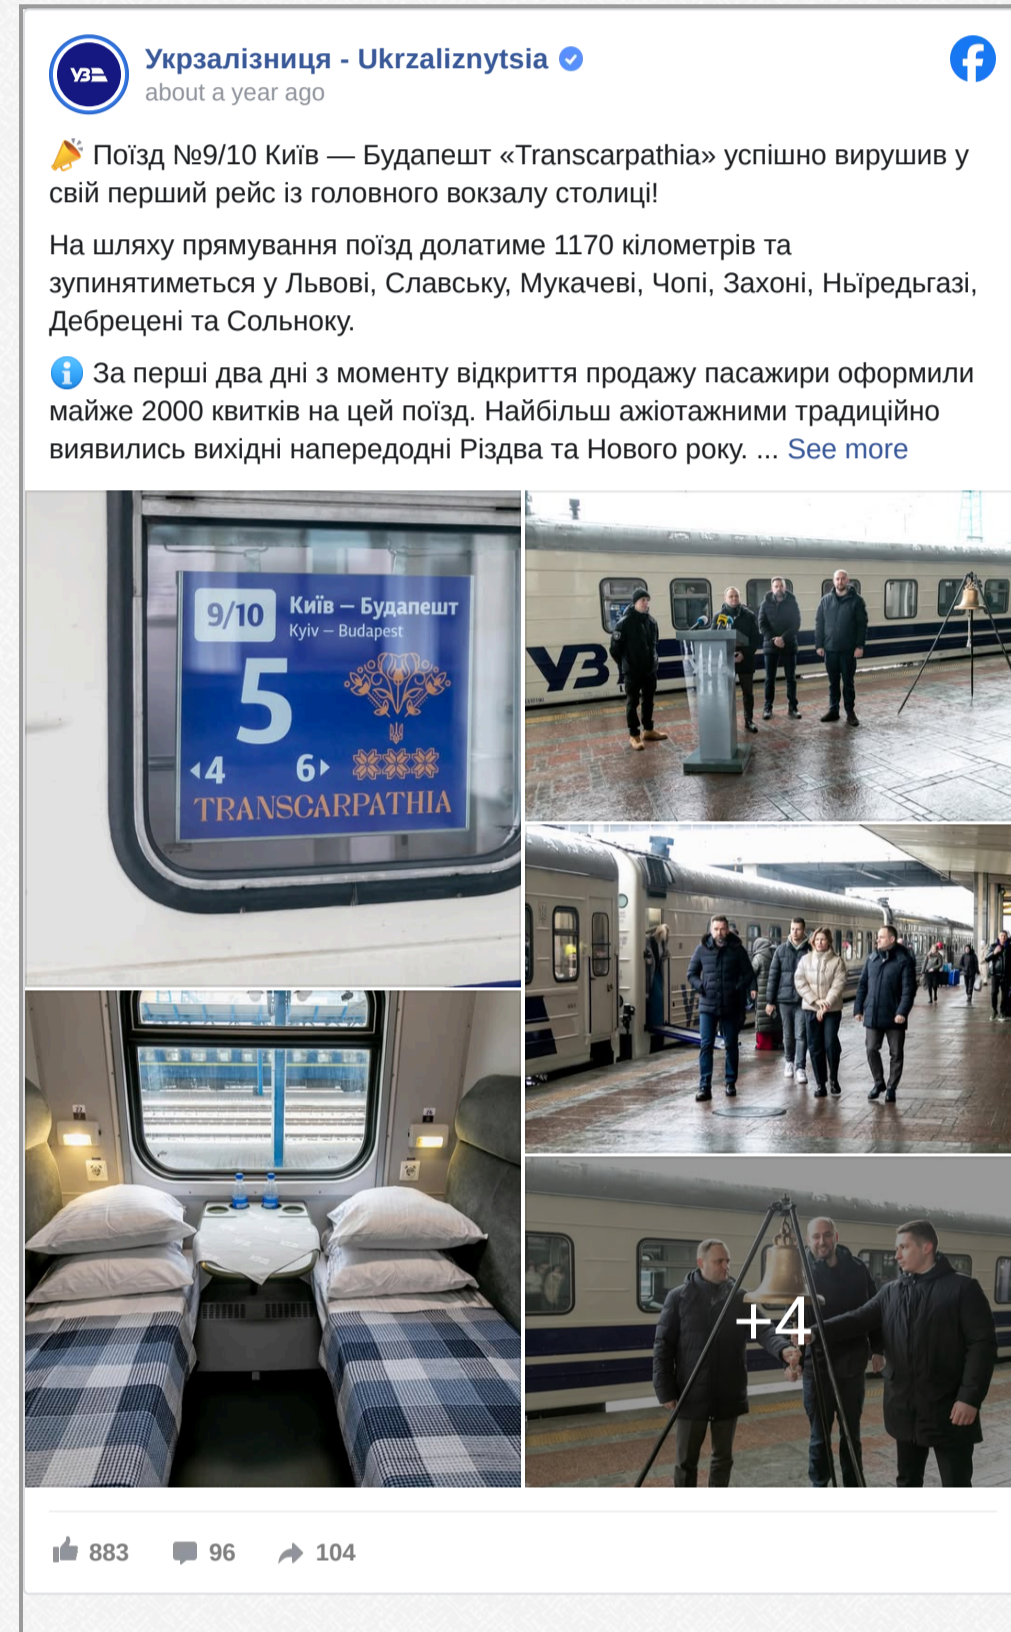 УЗ
Укрзалізниця - Ukrzaliznytsia
about a year ago
Поїзд №9/10 Київ — Будапешт «Transcarpathia» успішно вирушив у
свій перший рейс із головного вокзалу столиці!
На шляху прямування поїзд долатиме 1170 кілометрів та
зупинятиметься у Львові, Славську, Мукачеві, Чопі, Захоні, Ньїредьгазі,
Дебрецені та Сольноку.
За перші два дні з моменту відкриття продажу пасажири оформили
майже 2000 квитків на цей поїзд. Найбільш ажіотажними традиційно
виявились вихідні напередодні Різдва та Нового року. ... See more
9/10 Київ – Будапешт
Kyiv – Budapest
5
4 6
TRANSCARPATHIA
УЗ
+4
883 96 104